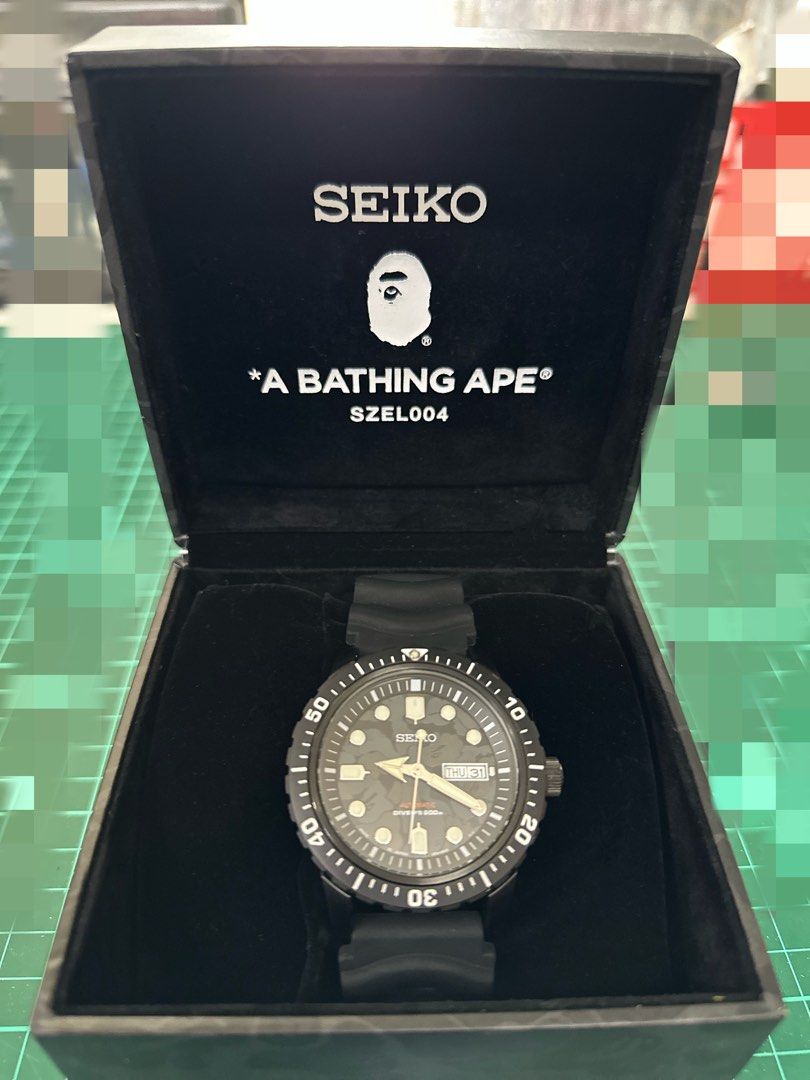 SEIKO
®
*A BATHING APE®
SZEL004
50
10
SEIKO
THU 31
AUTOMATIC
DIVER'S 200m
40
20
30